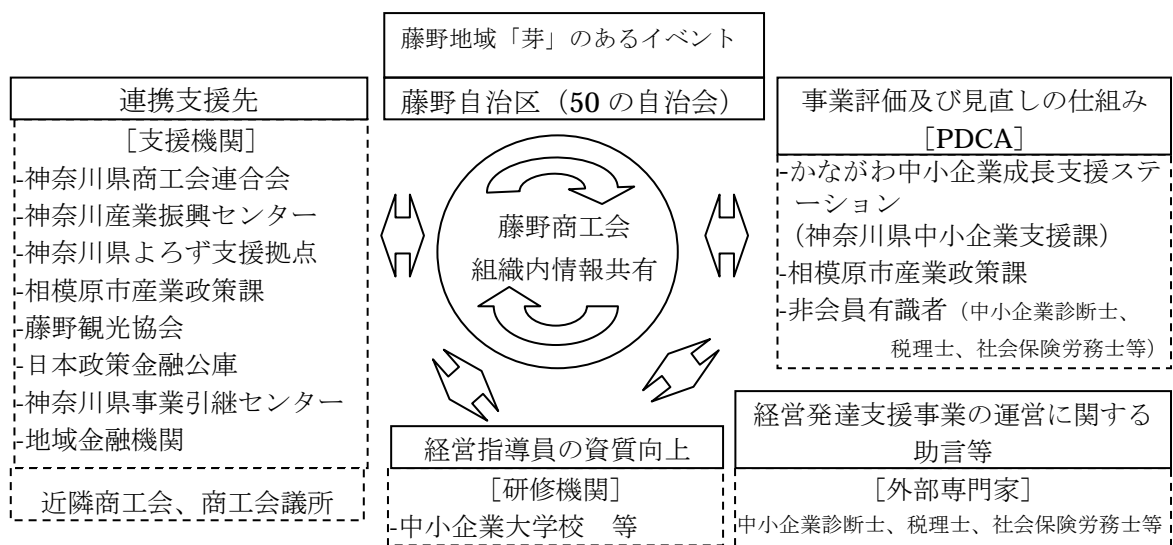 藤野地域「芽」のあるイベント
藤野自治区(50 の自治会)
連携支援先
[支援機関]
-神奈川県商工会連合会
-神奈川産業振興センター
-神奈川県よろず支援拠点
-相模原市産業政策課
-藤野観光協会
-日本政策金融公庫
-神奈川県事業引継センター
-地域金融機関
近隣商工会、商工会議所
藤野商工会
組織内情報共有
事業評価及び見直しの仕組み
[PDCA]
-かながわ中小企業成長支援ステ
ーション
(神奈川県中小企業支援課)
-相模原市産業政策課
-非会員有識者(中小企業診断士、
税理士、社会保険労務士等)
経営指導員の資質向上
[研修機関]
-中小企業大学校 等
経営発達支援事業の運営に関する
助言等
[外部専門家]
中小企業診断士、税理士、社会保険労務士等